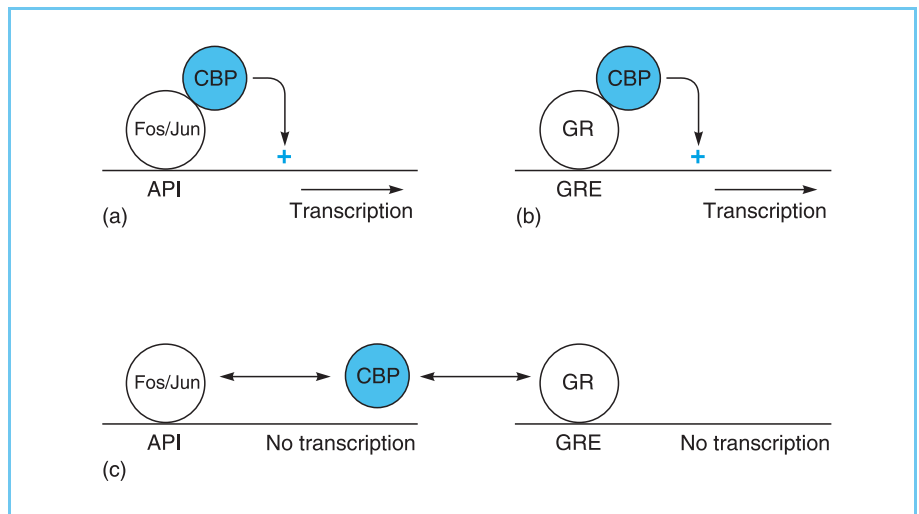 CBP
Fos/Jun
+
API
Transcription
(a)
CBP
GR
+
GRE
Transcription
(b)
Fos/Jun
CBP
GR
API
No transcription
GRE
No transcription
(c)